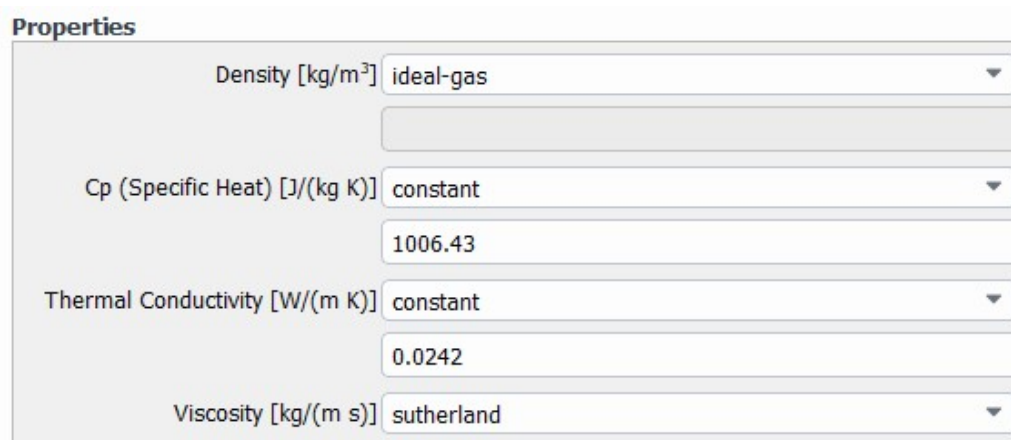 Properties
Density [kg/m³] ideal-gas
Cp (Specific Heat) [J/(kg K)] constant
1006.43
Thermal Conductivity [W/(m K)] constant
0.0242
Viscosity [kg/(m s)] sutherland